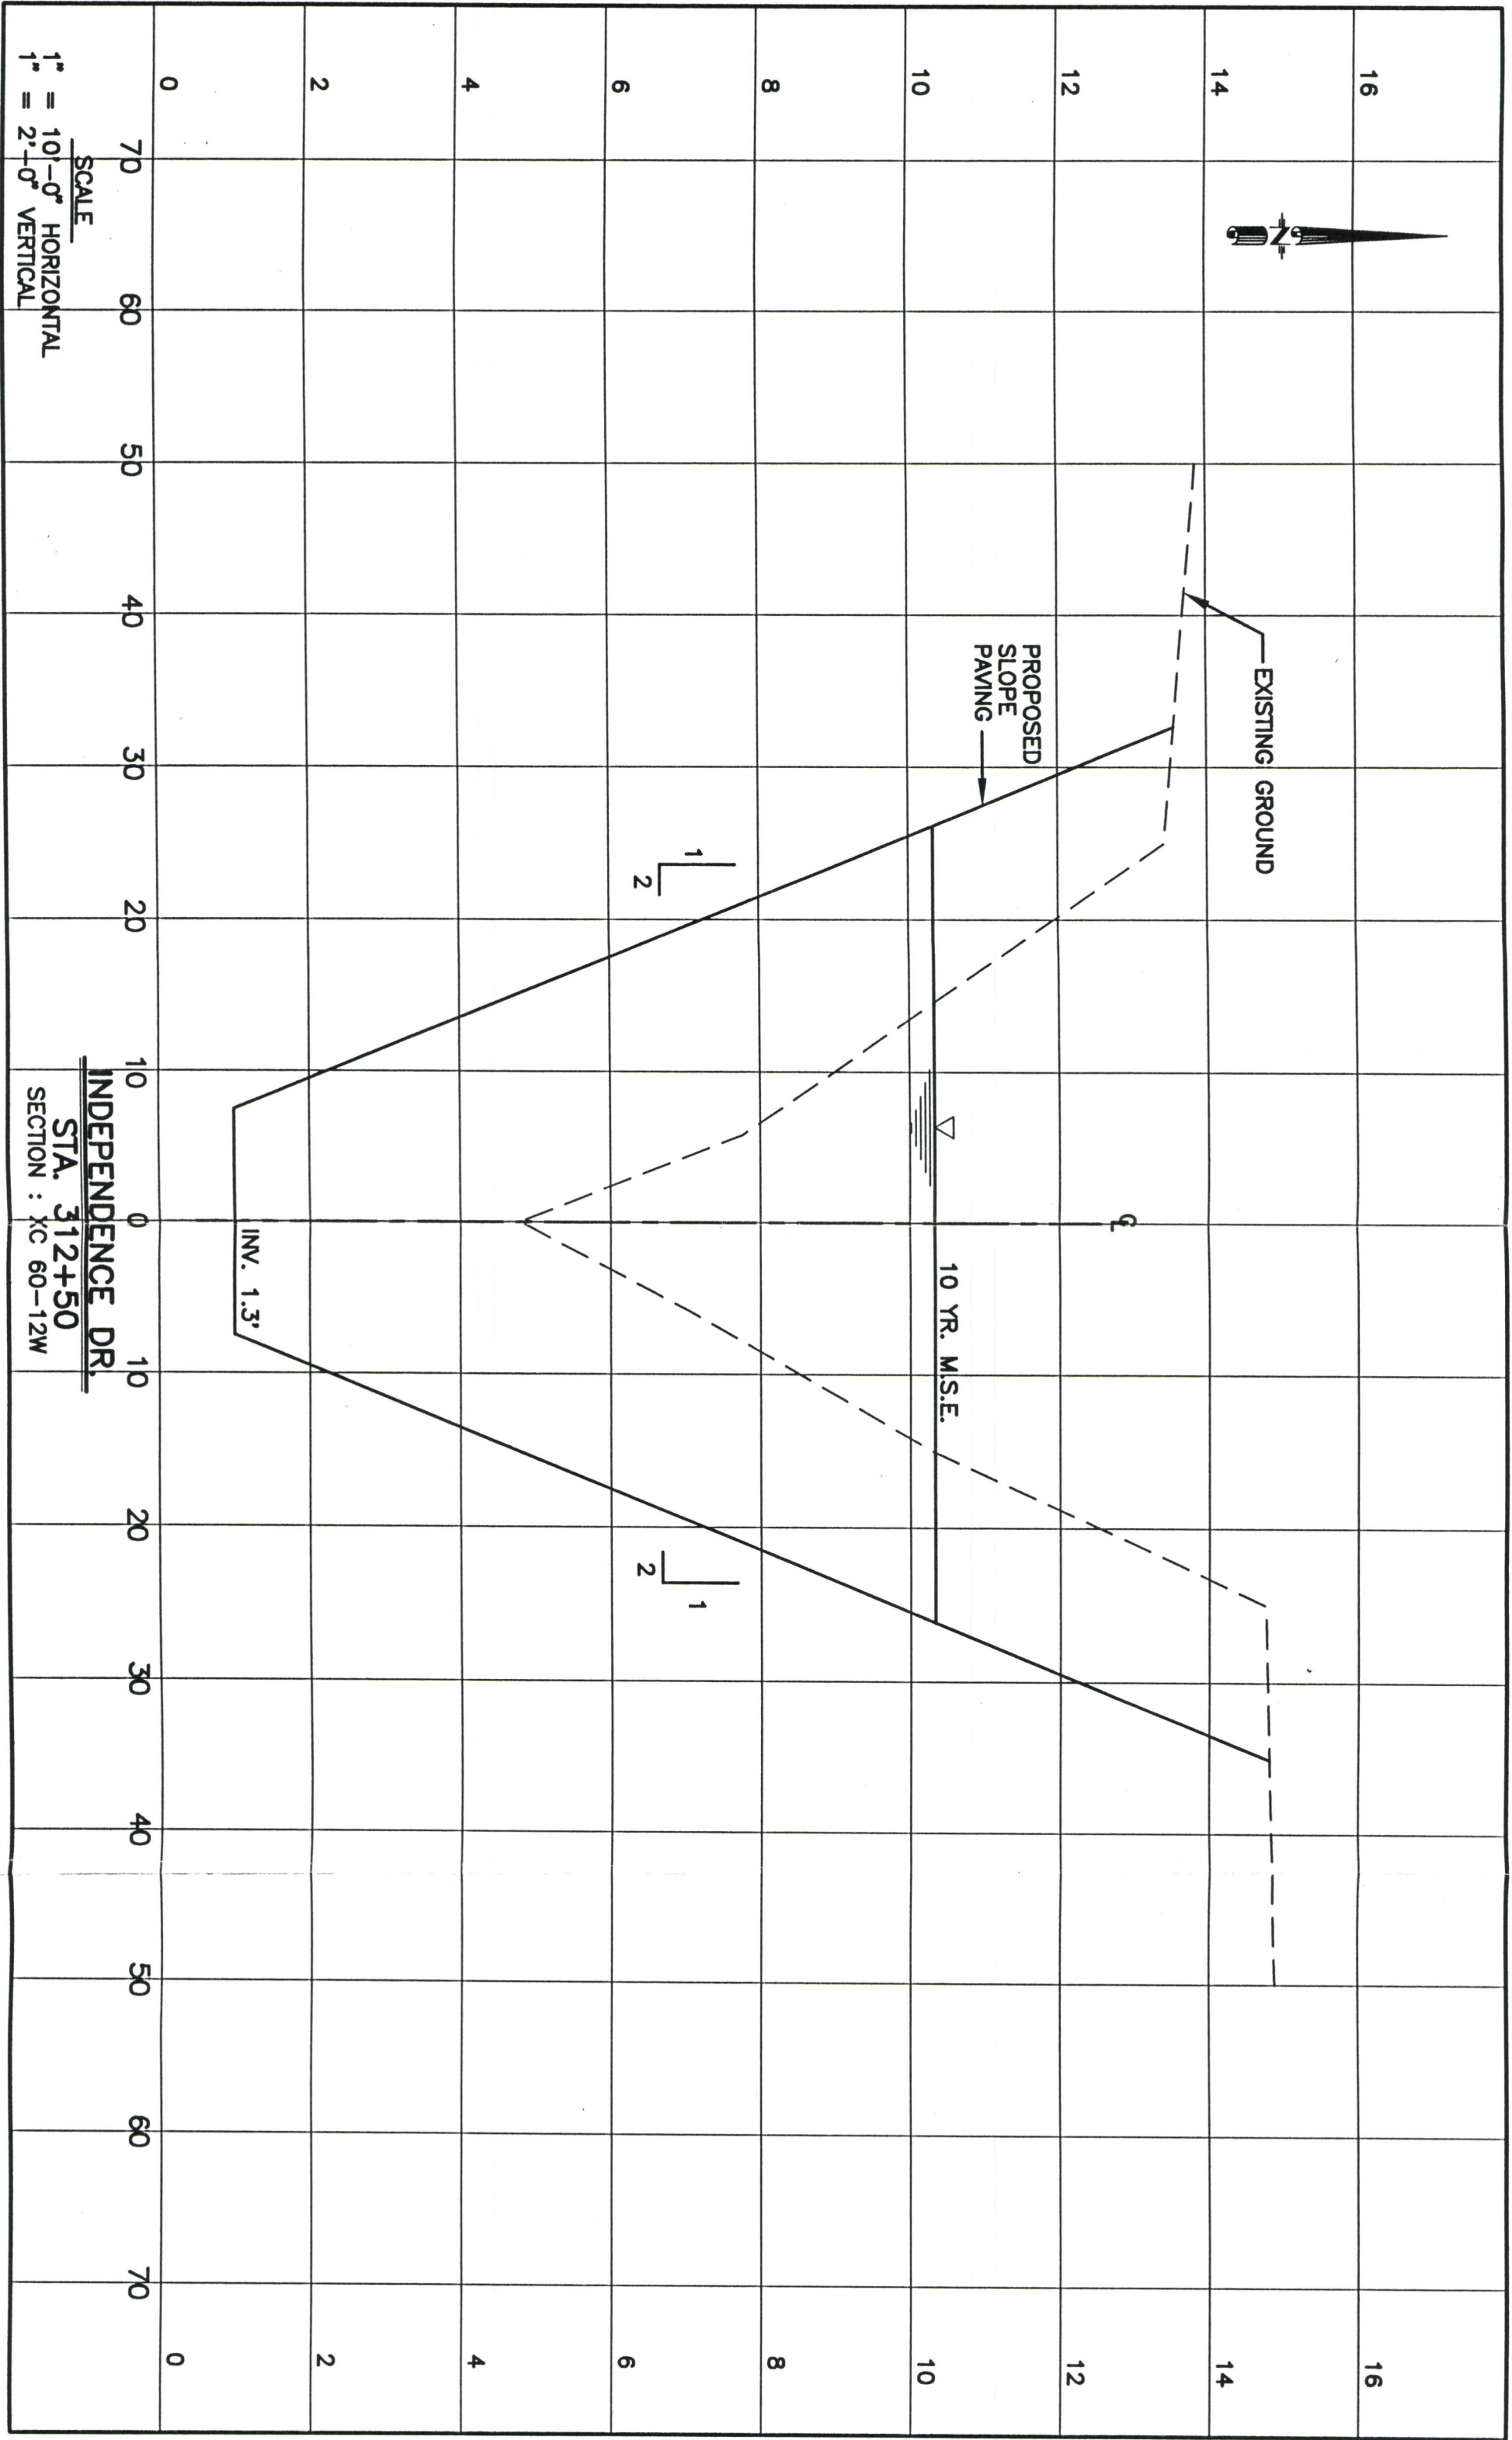 N
16
14
12
10
8
6
4
2
0
16
14
12
10
8
6
4
2
0
EXISTING GROUND
PROPOSED
SLOPE
PAVING
℄
10 YR. M.S.E.
1
2
2
1
INV. 1.3'
70 60 50 40 30 20 10 0 10 20 30 40 50 60 70
SCALE
1" = 10'-0" HORIZONTAL
1" = 2'-0" VERTICAL
INDEPENDENCE DR.
STA. 312+50
SECTION : XC 60-12W